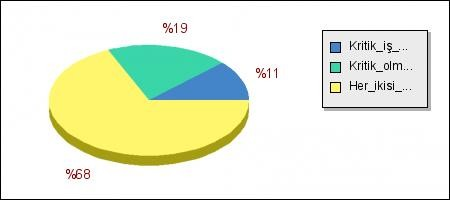 %19
%11
%68
Kritik_iş_...
Kritik_olm...
Her_ikisi_...